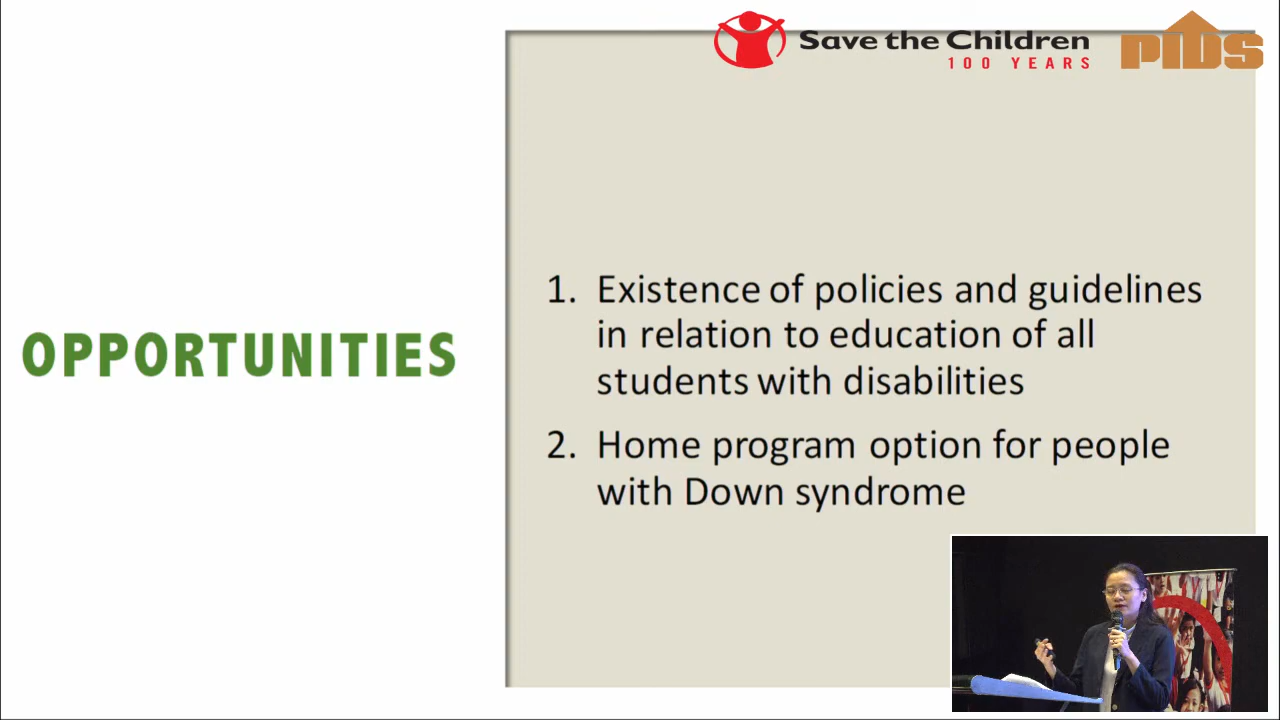 Save the Children
100 YEARS
PIDS
OPPORTUNITIES
1. Existence of policies and guidelines
in relation to education of all
students with disabilities
2. Home program option for people
with Down syndrome